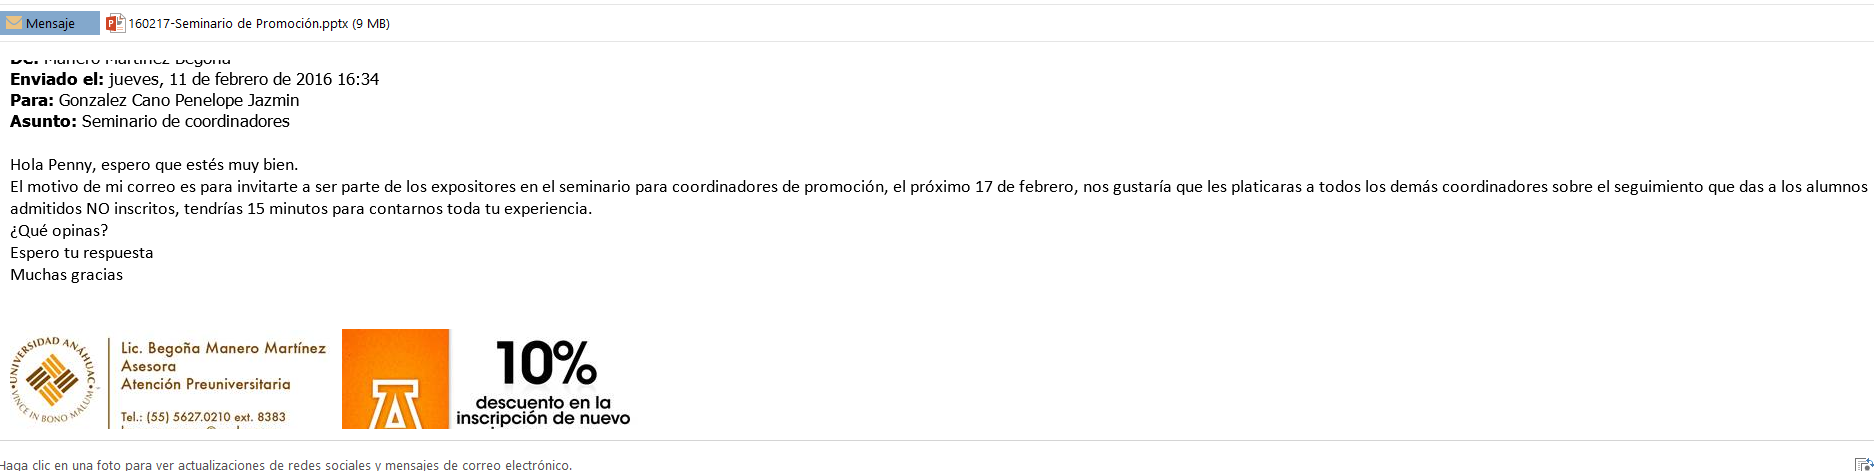 Mensaje
160217-Seminario de Promoción.pptx (9 MB)
De: Manero Martínez Begoña
Enviado el: jueves, 11 de febrero de 2016 16:34
Para: Gonzalez Cano Penelope Jazmin
Asunto: Seminario de coordinadores
Hola Penny, espero que estés muy bien.
El motivo de mi correo es para invitarte a ser parte de los expositores en el seminario para coordinadores de promoción, el próximo 17 de febrero, nos gustaría que les platicaras a todos los demás coordinadores sobre el seguimiento que das a los alumnos
admitidos NO inscritos, tendrías 15 minutos para contarnos toda tu experiencia.
¿Qué opinas?
Espero tu respuesta
Muchas gracias
UNIVERSIDAD ANÁHUAC
VINCE IN BONO MALUM
Lic. Begoña Manero Martínez
Asesora
Atención Preuniversitaria
Tel.: (55) 5627.0210 ext. 8383
10%
descuento en la
inscripción de nuevo
Haga clic en una foto para ver actualizaciones de redes sociales y mensajes de correo electrónico.